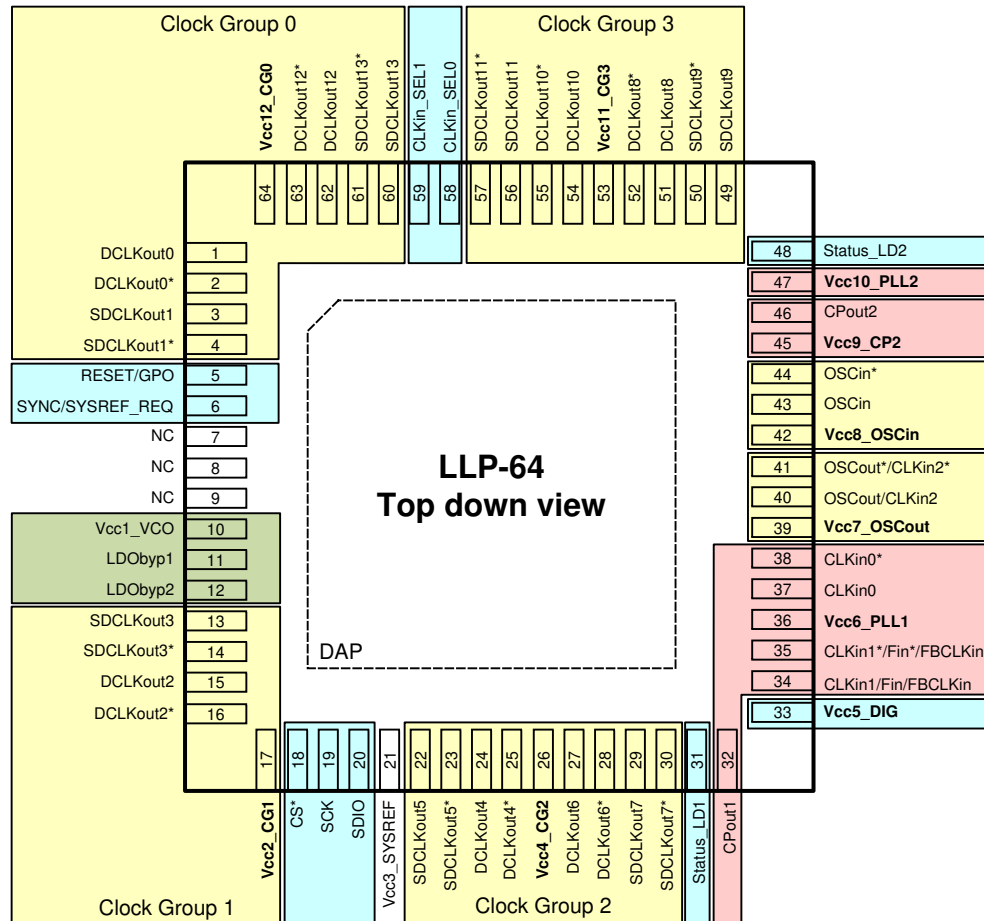 Clock Group 0
Clock Group 3
Vcc12_CG0
DCLKout12*
DCLKout12
SDCLKout13*
SDCLKout13
CLKin_SEL1
CLKin_SEL0
SDCLKout11*
SDCLKout11
DCLKout10*
DCLKout10
Vcc11_CG3
DCLKout8*
DCLKout8
SDCLKout9*
SDCLKout9
64
63
62
61
60
59
58
57
56
55
54
53
52
51
50
49
DCLKout0 1
DCLKout0* 2
SDCLKout1 3
SDCLKout1* 4
RESET/GPO 5
SYNC/SYSREF_REQ 6
NC 7
NC 8
NC 9
Vcc1_VCO 10
LDObyp1 11
LDObyp2 12
SDCLKout3 13
SDCLKout3* 14
DCLKout2 15
DCLKout2* 16
LLP-64
Top down view
DAP
48 Status_LD2
47 Vcc10_PLL2
46 CPout2
45 Vcc9_CP2
44 OSCin*
43 OSCin
42 Vcc8_OSCin
41 OSCout*/CLKin2*
40 OSCout/CLKin2
39 Vcc7_OSCout
38 CLKin0*
37 CLKin0
36 Vcc6_PLL1
35 CLKin1*/Fin*/FBCLKin
34 CLKin1/Fin/FBCLKin
33 Vcc5_DIG
17
18
19
20
21
22
23
24
25
26
27
28
29
30
31
32
Vcc2_CG1
CS*
SCK
SDIO
Vcc3_SYSREF
SDCLKout5
SDCLKout5*
DCLKout4
DCLKout4*
Vcc4_CG2
DCLKout6
DCLKout6*
SDCLKout7
SDCLKout7*
Status_LD1
CPout1
Clock Group 1
Clock Group 2